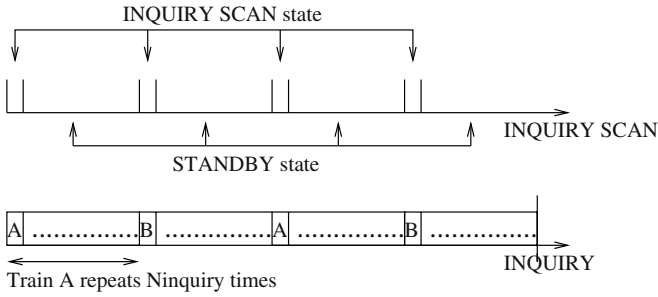 INQUIRY SCAN state
INQUIRY SCAN
STANDBY state
A ................ B ................ A ................ B ................
INQUIRY
Train A repeats Ninquiry times